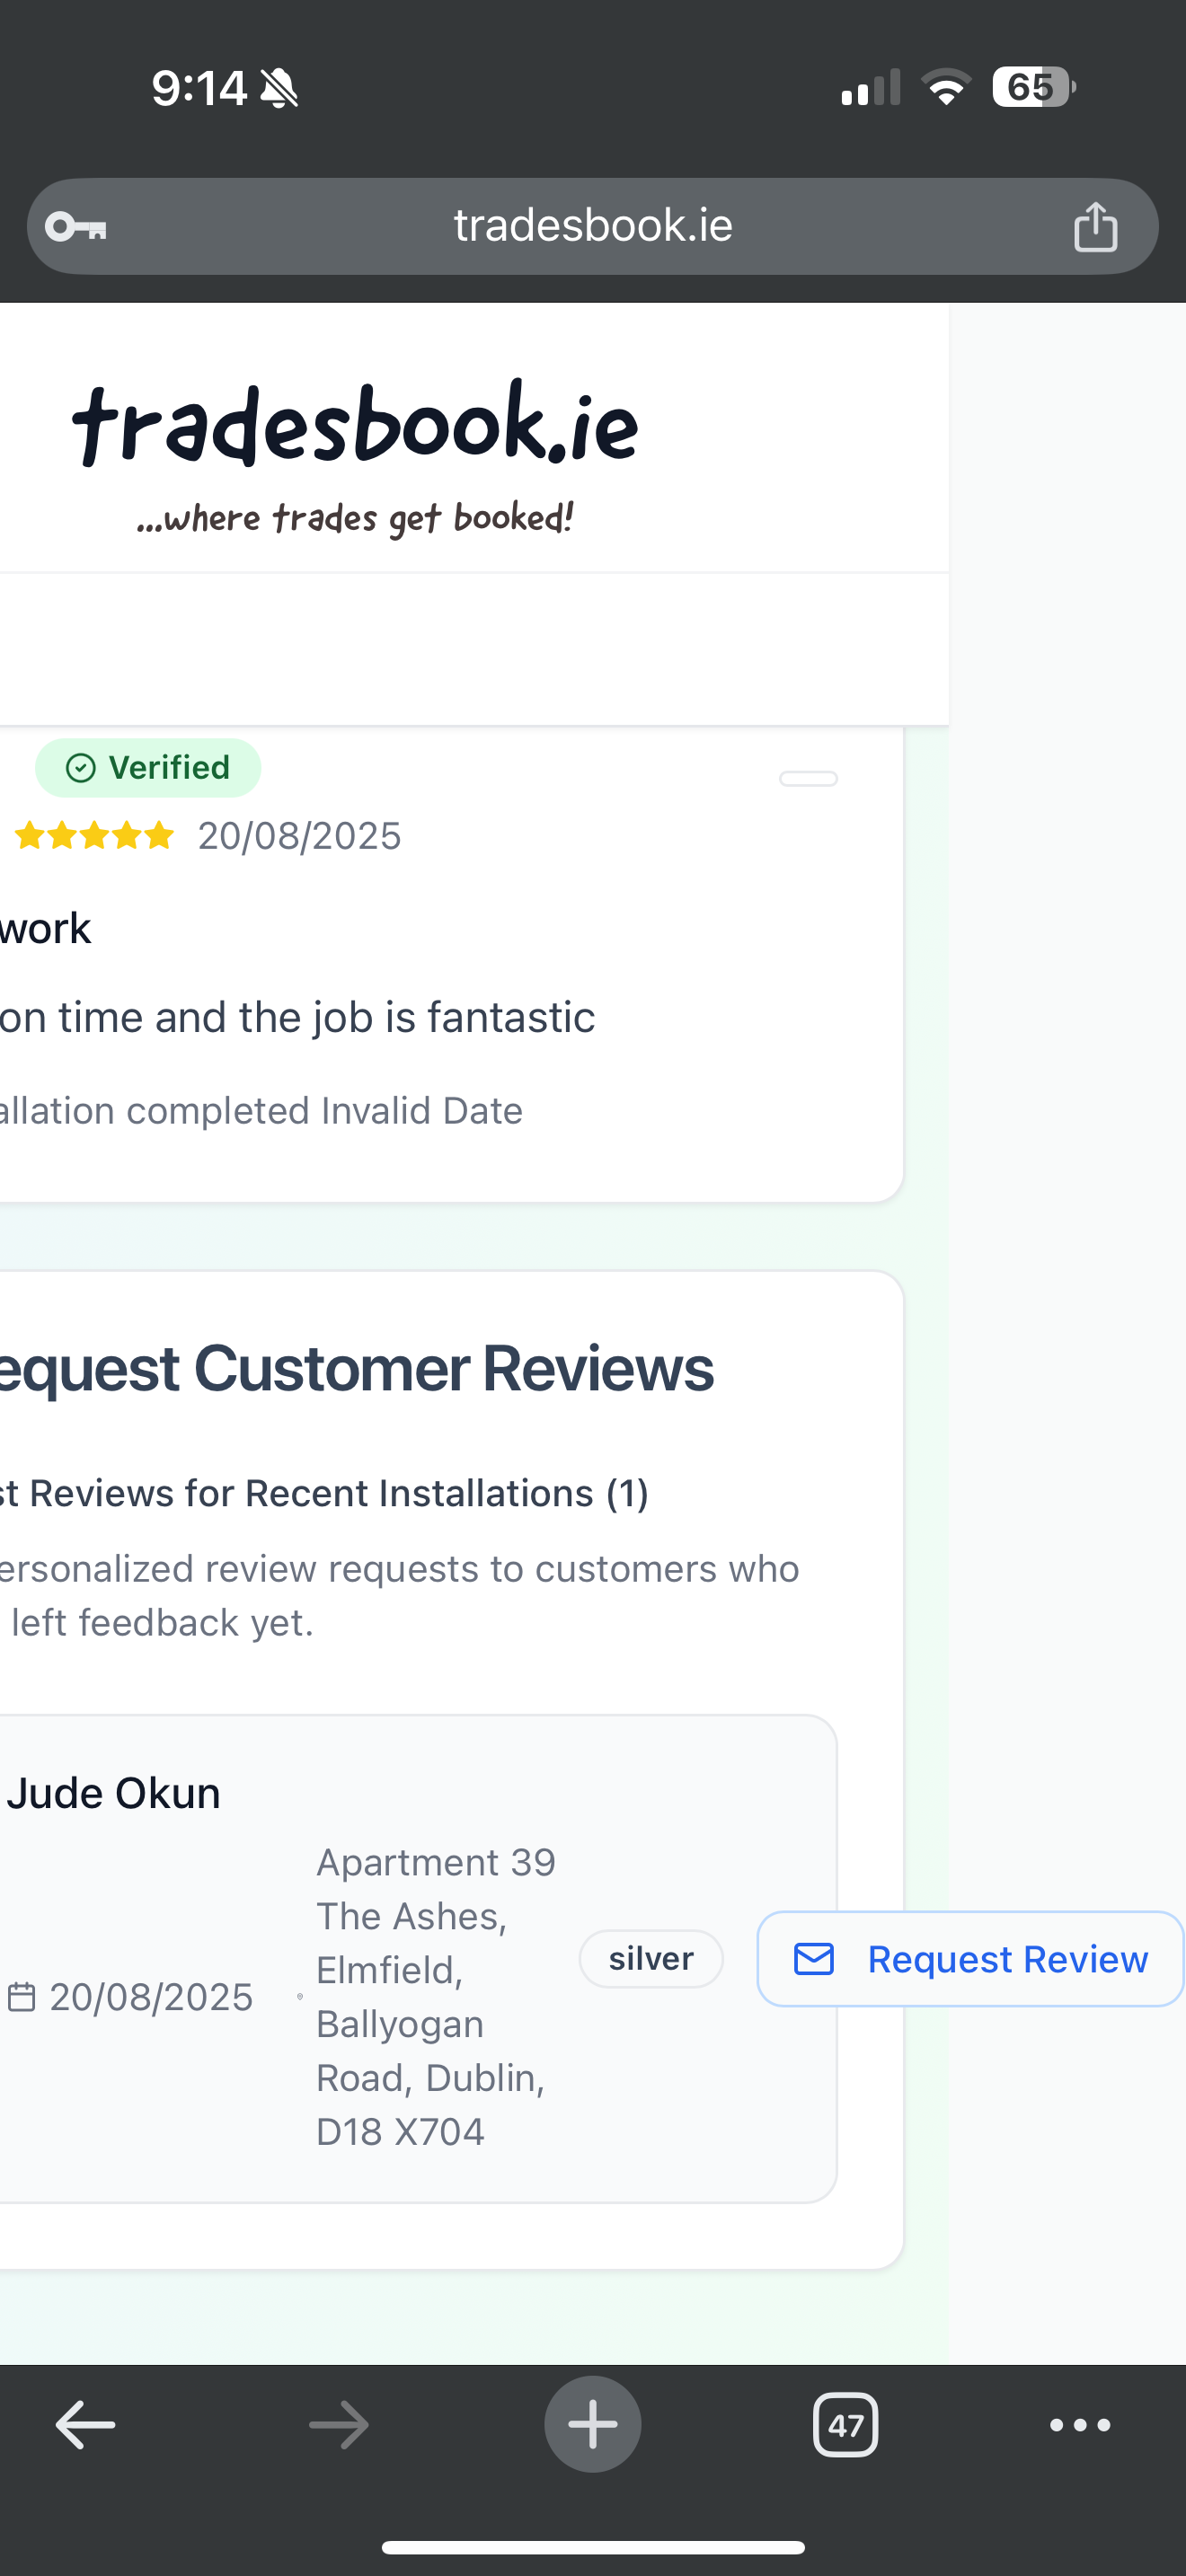 9:14
65
tradesbook.ie
tradesbook.ie
...where trades get booked!
Verified
20/08/2025
work
on time and the job is fantastic
allation completed Invalid Date
equest Customer Reviews
st Reviews for Recent Installations (1)
ersonalized review requests to customers who
left feedback yet.
Jude Okun
20/08/2025
Apartment 39
The Ashes,
Elmfield,
Ballyogan
Road, Dublin,
D18 X704
silver
Request Review
47